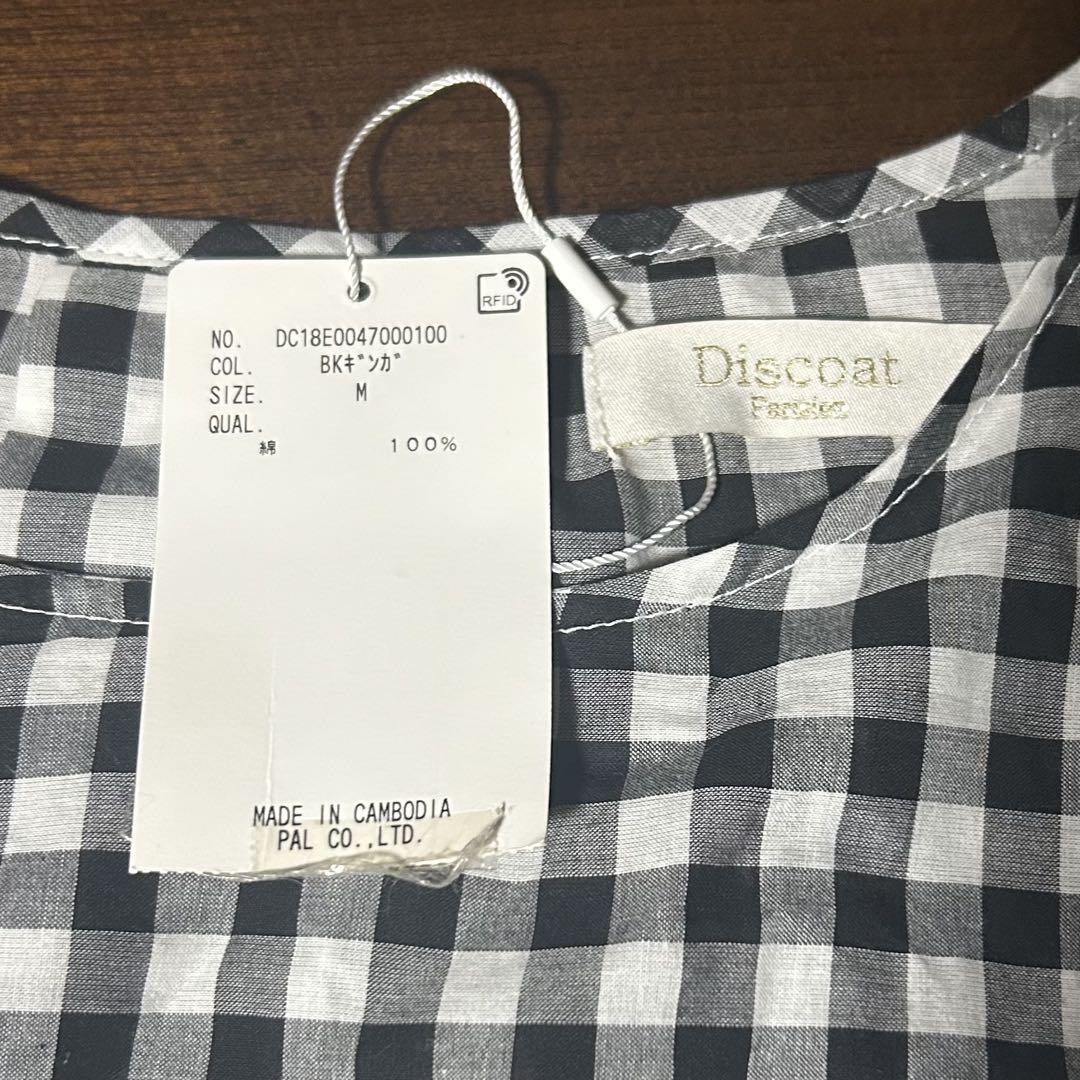 RFID
NO. DC18E0047000100
COL. BKｷﾞﾝｶﾞ
SIZE. M
QUAL.
綿 100%
MADE IN CAMBODIA
PAL CO.,LTD.
Discoat
Parisien